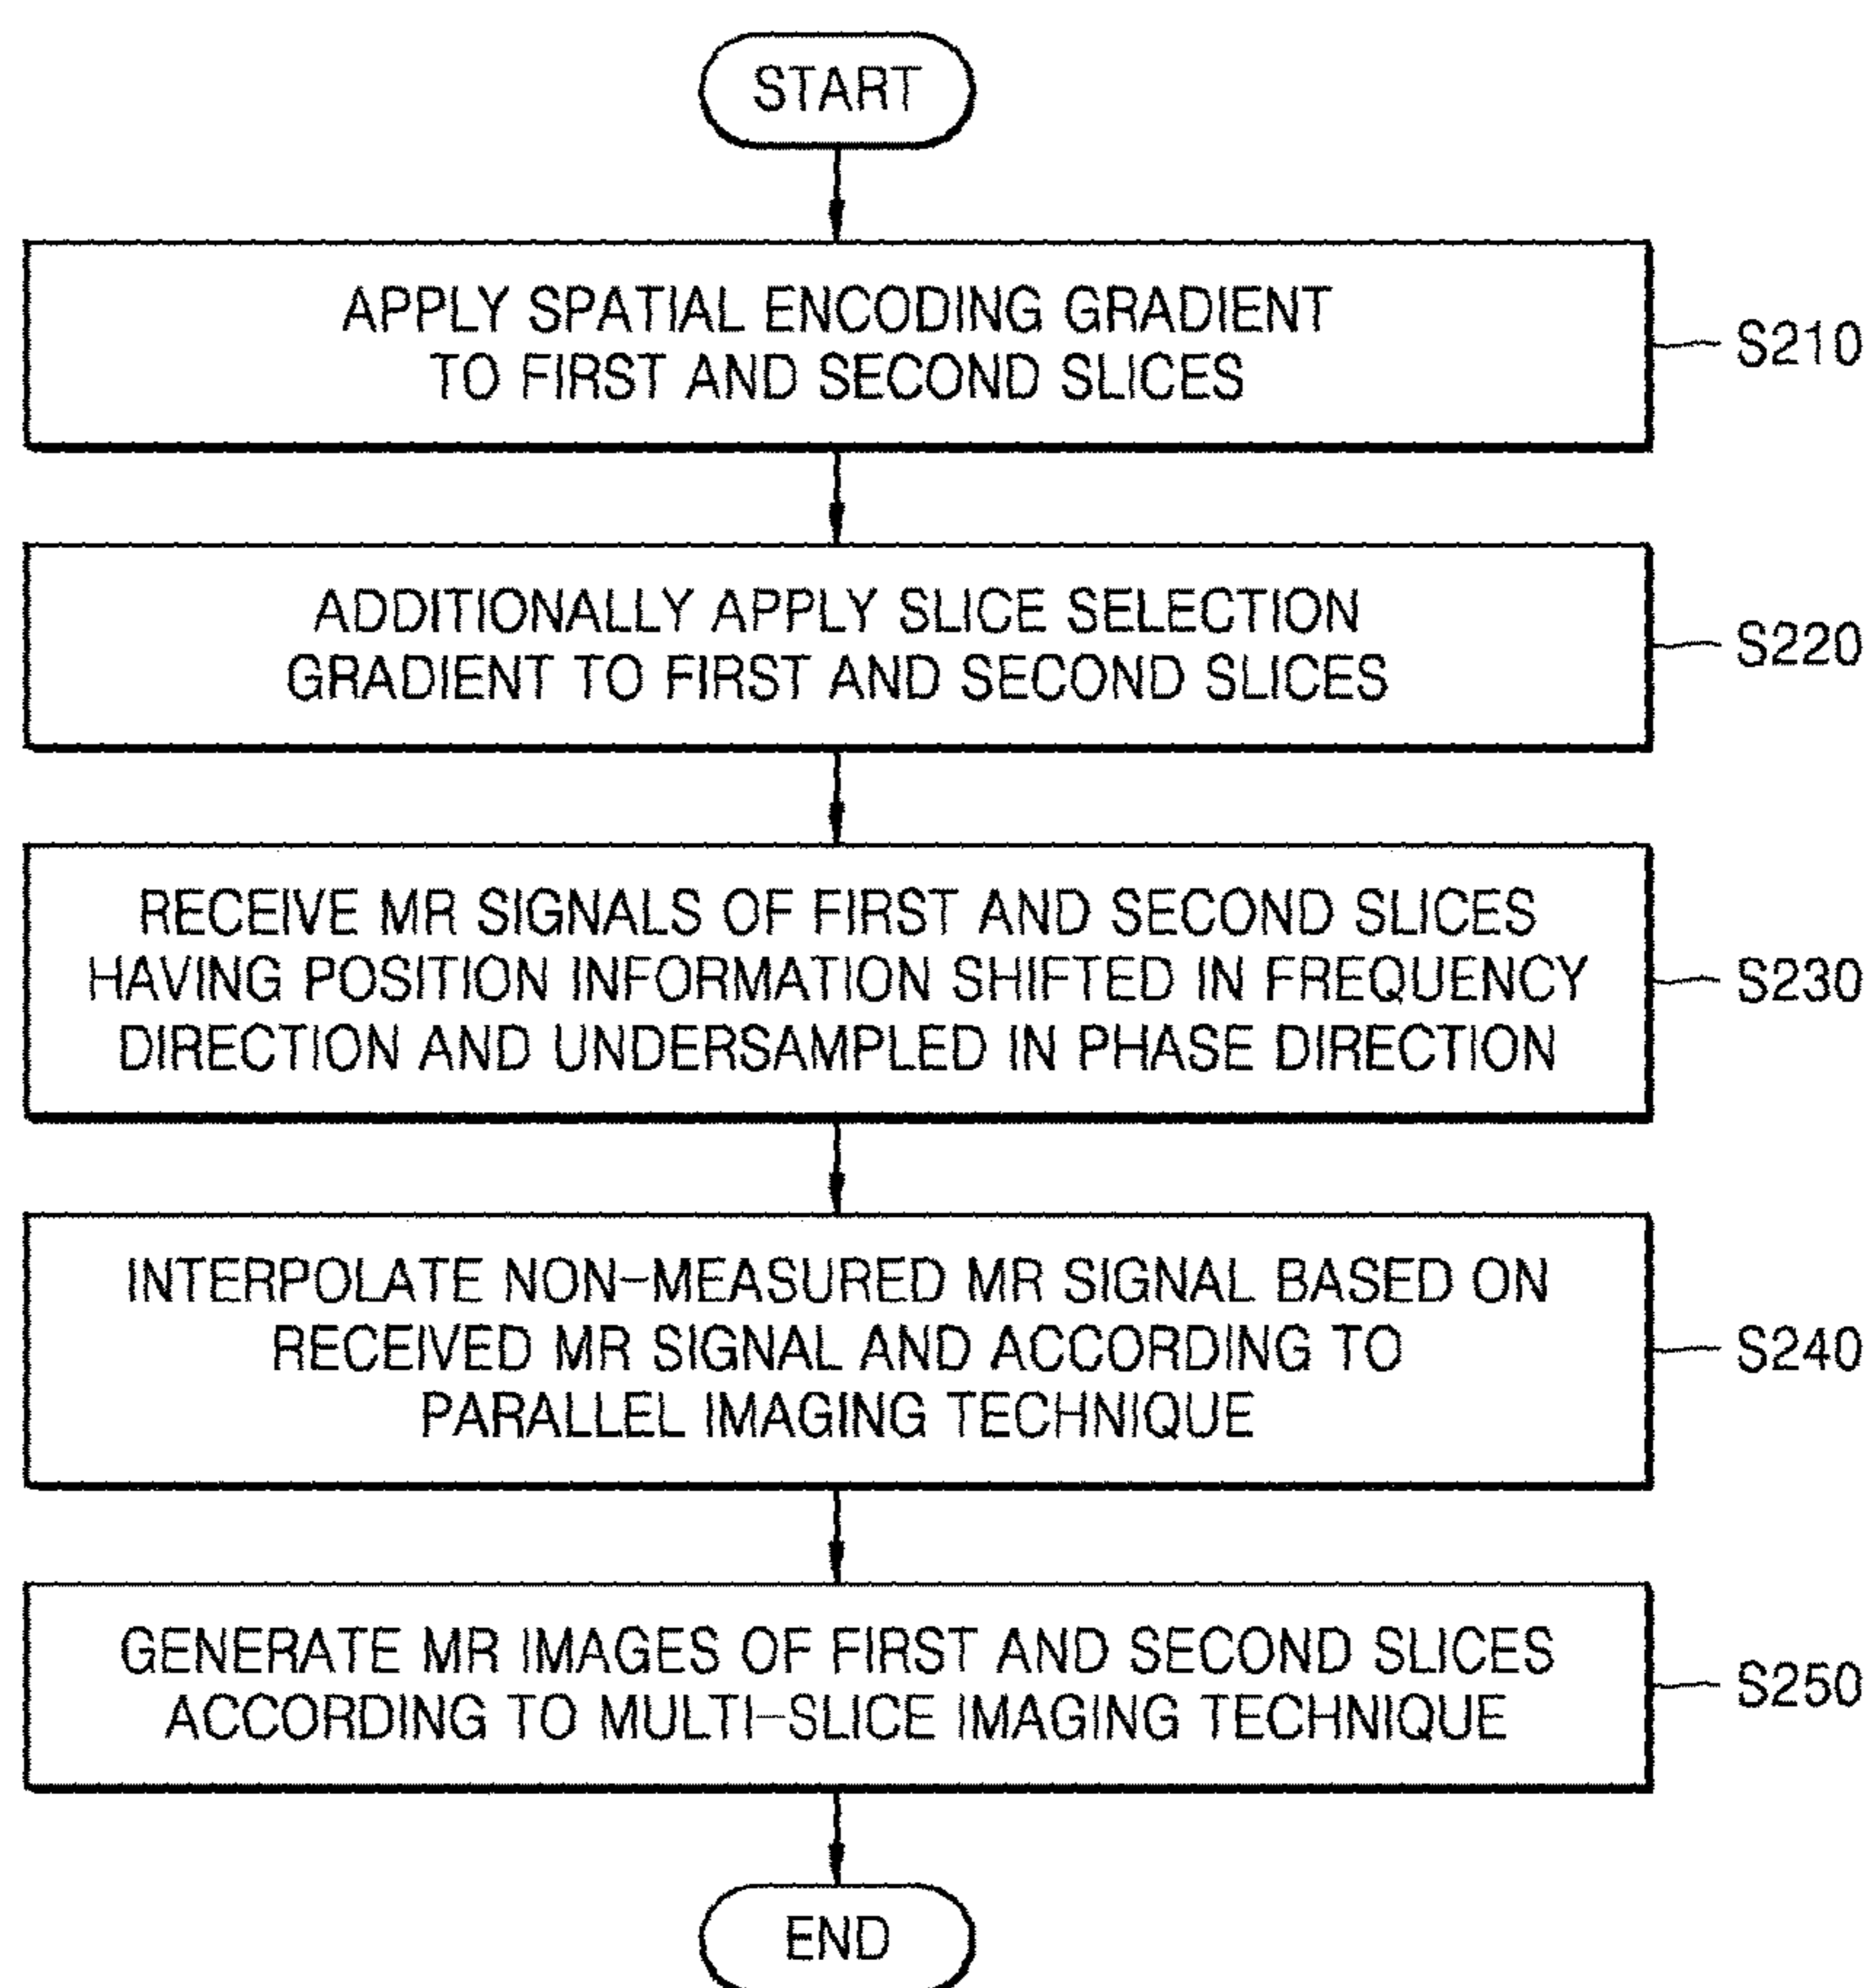 START
APPLY SPATIAL ENCODING GRADIENT
TO FIRST AND SECOND SLICES
S210
ADDITIONALLY APPLY SLICE SELECTION
GRADIENT TO FIRST AND SECOND SLICES
S220
RECEIVE MR SIGNALS OF FIRST AND SECOND SLICES
HAVING POSITION INFORMATION SHIFTED IN FREQUENCY
DIRECTION AND UNDERSAMPLED IN PHASE DIRECTION
S230
INTERPOLATE NON-MEASURED MR SIGNAL BASED ON
RECEIVED MR SIGNAL AND ACCORDING TO
PARALLEL IMAGING TECHNIQUE
S240
GENERATE MR IMAGES OF FIRST AND SECOND SLICES
ACCORDING TO MULTI-SLICE IMAGING TECHNIQUE
S250
END